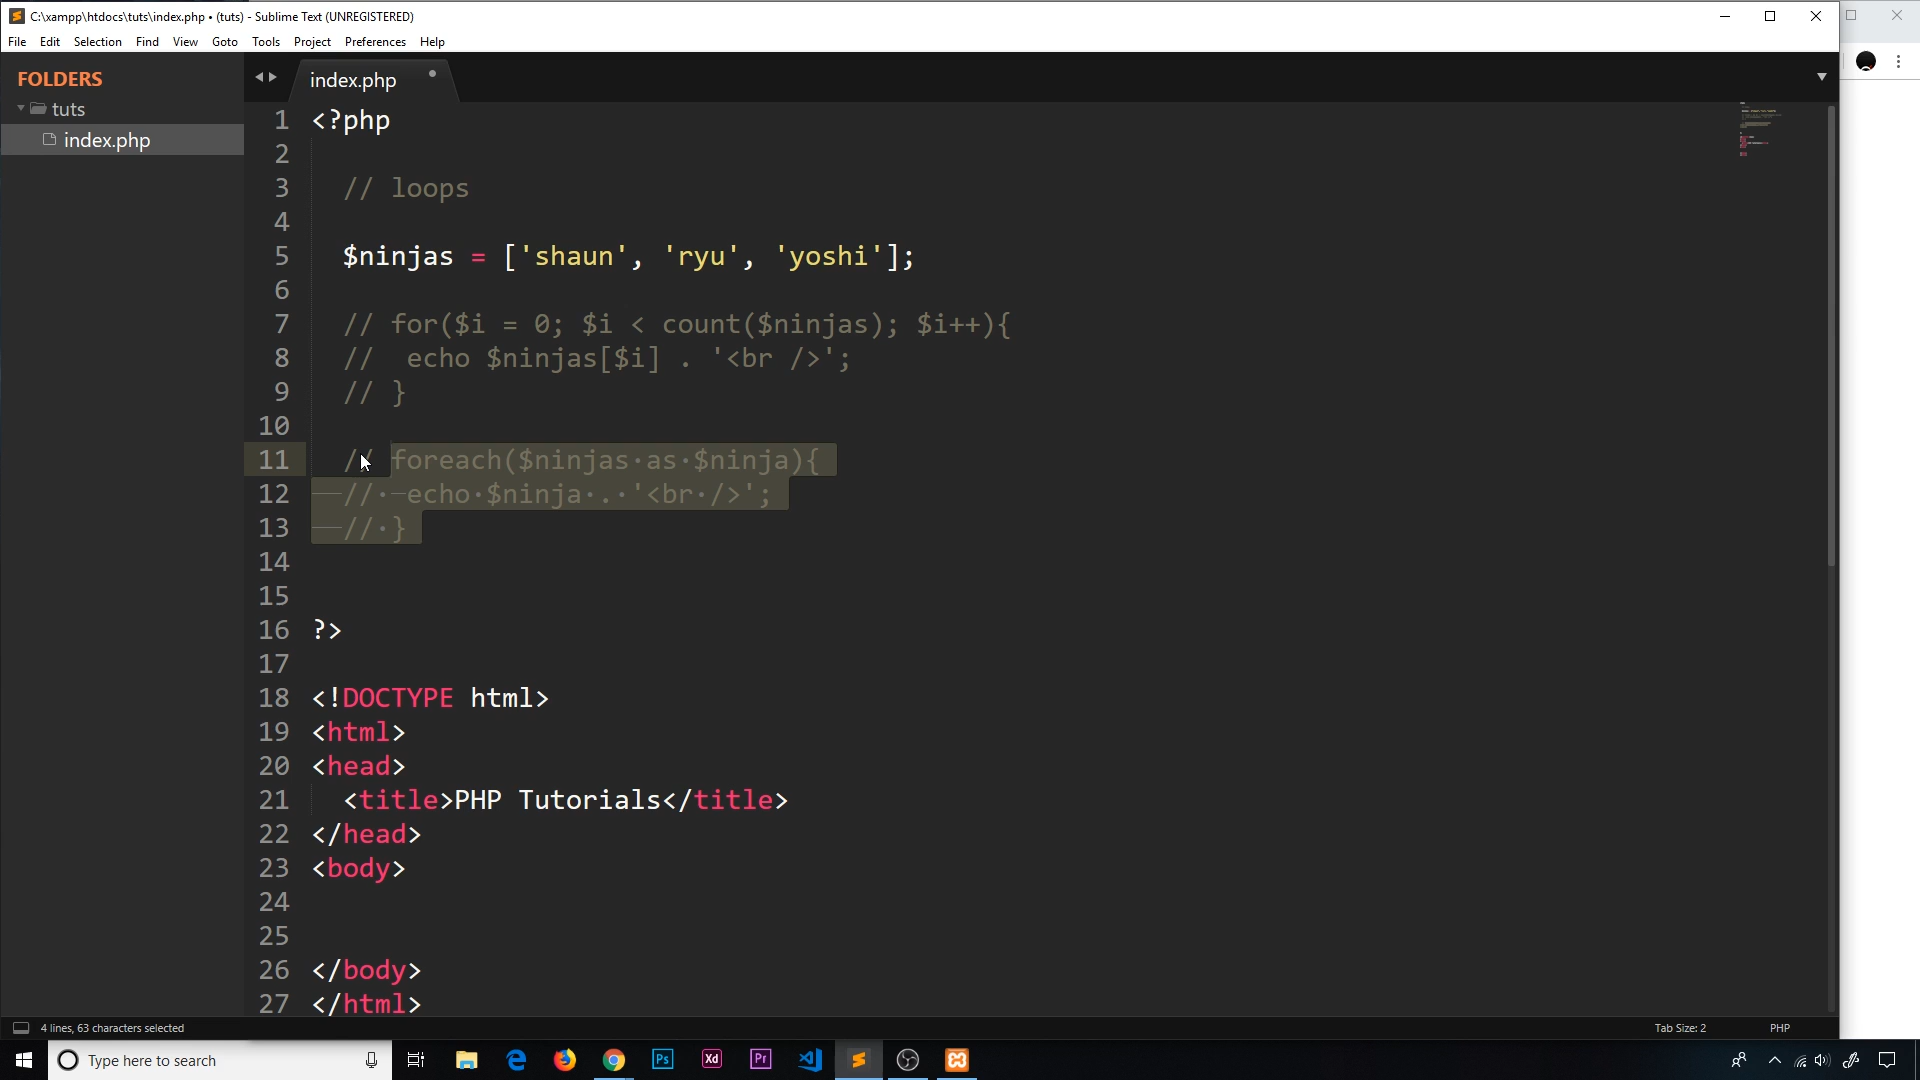 C:\xampp\htdocs\tuts\index.php • (tuts) - Sublime Text (UNREGISTERED)
File Edit Selection Find View Goto Tools Project Preferences Help
FOLDERS
tuts
index.php
index.php
1 <?php
2
3 // loops
4
5 $ninjas = ['shaun', 'ryu', 'yoshi'];
6
7 // for($i = 0; $i < count($ninjas); $i++){
8 //  echo $ninjas[$i] . '<br />';
9 // }
10
11 // foreach($ninjas as $ninja){
12 //  echo $ninja . '<br />';
13 // }
14
15
16 ?>
17
18 <!DOCTYPE html>
19 <html>
20 <head>
21 <title>PHP Tutorials</title>
22 </head>
23 <body>
24
25
26 </body>
27 </html>
4 lines, 63 characters selected
Tab Size: 2
PHP
Type here to search
Ps
Xd
Pr